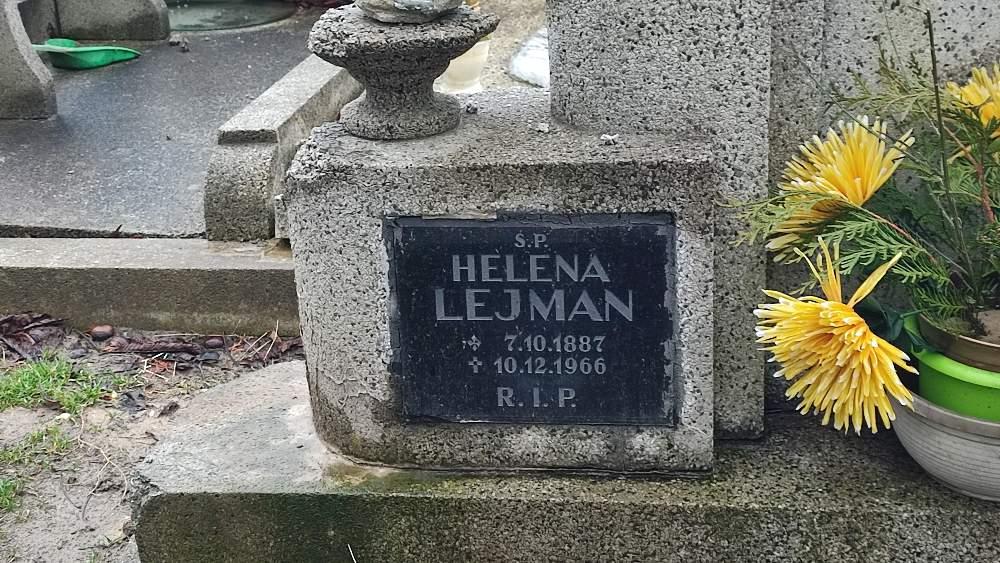 Ś.P.
HELENA
LEJMAN
7.10.1887
✝ 10.12.1966
R.I.P.